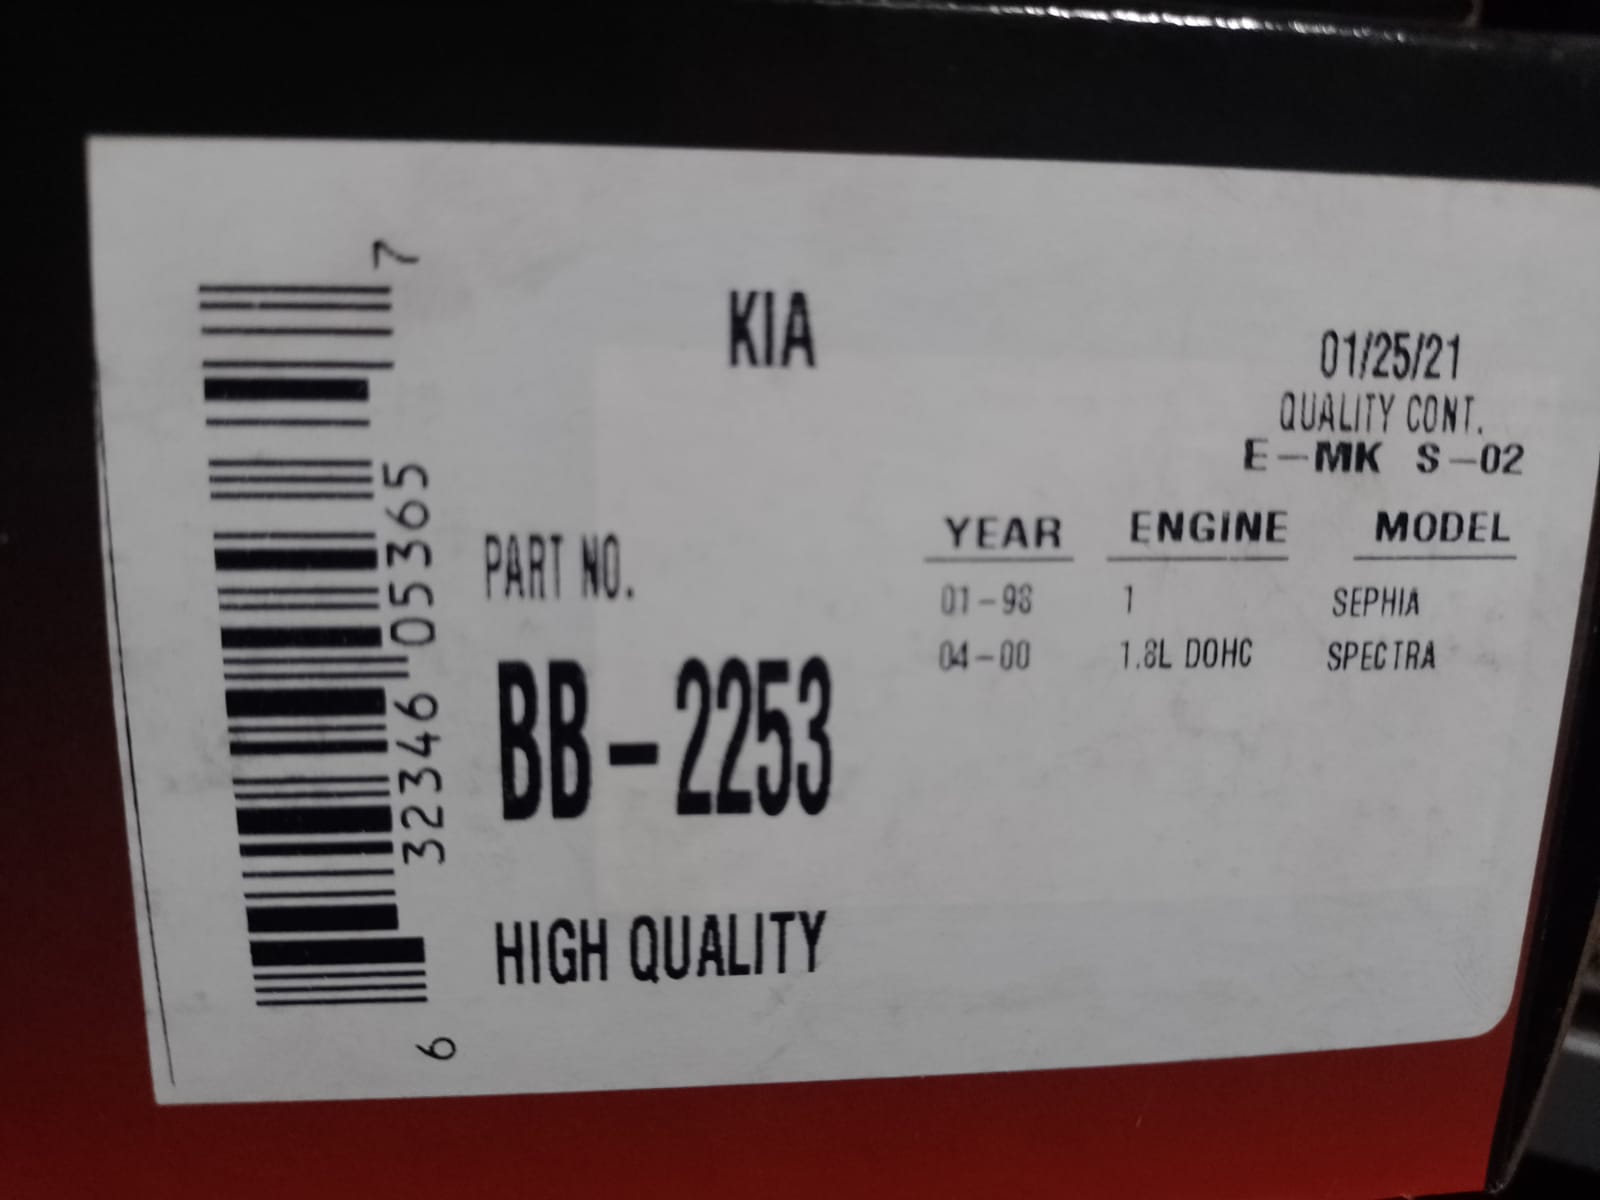 KIA
01/25/21
QUALITY CONT.
E-MK S-02
PART NO.
BB-2253
HIGH QUALITY
YEAR ENGINE MODEL
01-98 1 SEPHIA
04-00 1.8L DOHC SPECTRA
6 32346 05365 7